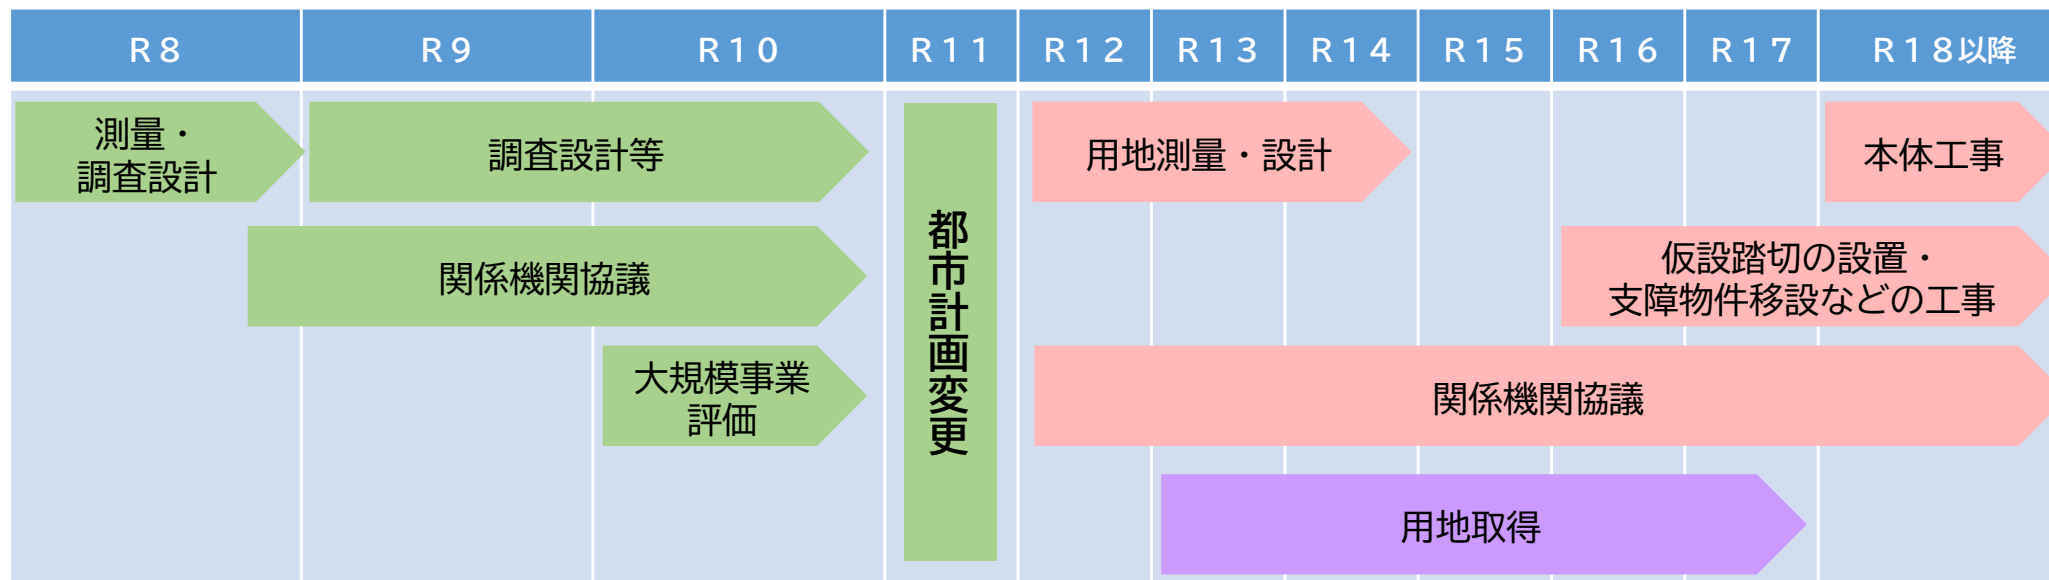 R8 R9 R10 R11 R12 R13 R14 R15 R16 R17 R18以降
測量・
調査設計
調査設計等
用地測量・設計
本体工事
関係機関協議
仮設踏切の設置・
支障物件移設などの工事
大規模事業
評価
都市計画変更
関係機関協議
用地取得